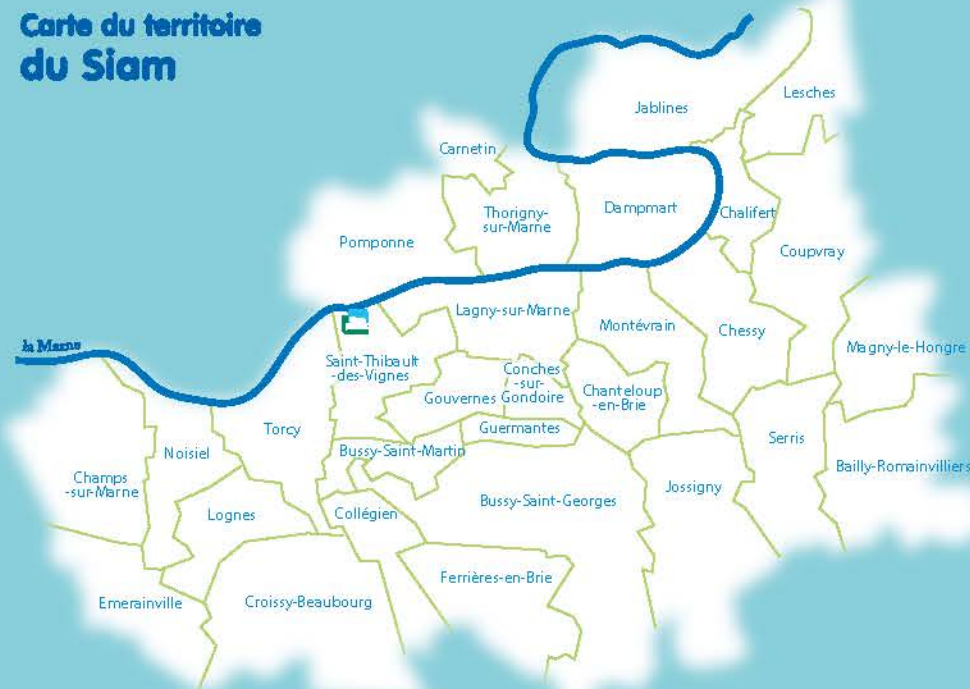 Carte du territoire
du Siam
Lesches
Jablines
Carnetin
Thorigny-
sur-Marne
Dampmart
Chalifert
Pomponne
Coupvray
Lagny-sur-Marne
Montévrain
Chessy
la Marne
Magny-le-Hongre
Saint-Thibault
-des-Vignes
Conches
-sur-
Gondoire
Gouvernes
Chanteloup
-en-Brie
Guermantes
Torcy
Serris
Noisiel
Bussy-Saint-Martin
Bailly-Romainvilliers
Champs
-sur-Marne
Jossigny
Bussy-Saint-Georges
Lognes
Collégien
Ferrières-en-Brie
Emerainville
Croissy-Beaubourg